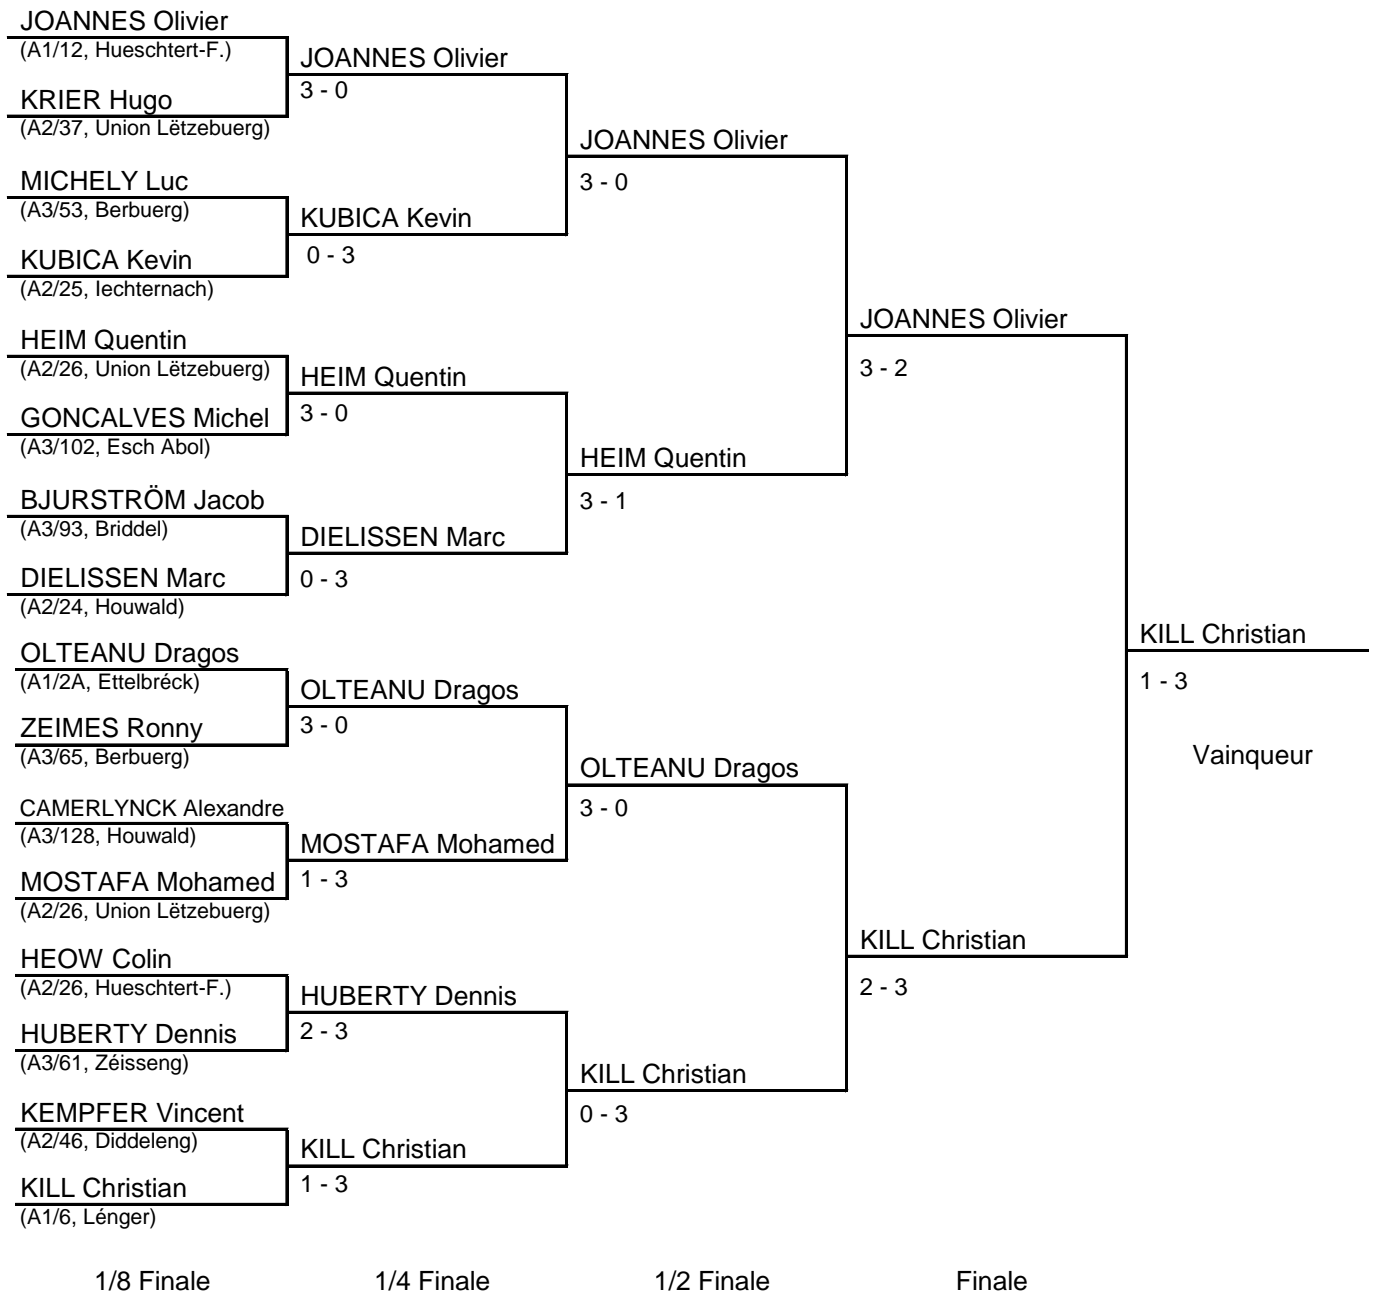 JOANNES Olivier
(A1/12, Hueschtert-F.)
KRIER Hugo
(A2/37, Union Lëtzebuerg)
MICHELY Luc
(A3/53, Berbuerg)
KUBICA Kevin
(A2/25, Iechternach)
HEIM Quentin
(A2/26, Union Lëtzebuerg)
GONCALVES Michel
(A3/102, Esch Abol)
BJURSTRÖM Jacob
(A3/93, Briddel)
DIELISSEN Marc
(A2/24, Houwald)
OLTEANU Dragos
(A1/2A, Ettelbréck)
ZEIMES Ronny
(A3/65, Berbuerg)
CAMERLYNCK Alexandre
(A3/128, Houwald)
MOSTAFA Mohamed
(A2/26, Union Lëtzebuerg)
HEOW Colin
(A2/26, Hueschtert-F.)
HUBERTY Dennis
(A3/61, Zéisseng)
KEMPFER Vincent
(A2/46, Diddeleng)
KILL Christian
(A1/6, Lénger)
1/8 Finale
JOANNES Olivier
3 - 0
KUBICA Kevin
0 - 3
HEIM Quentin
3 - 0
DIELISSEN Marc
0 - 3
OLTEANU Dragos
3 - 0
MOSTAFA Mohamed
1 - 3
HUBERTY Dennis
2 - 3
KILL Christian
1 - 3
1/4 Finale
JOANNES Olivier
3 - 0
HEIM Quentin
3 - 1
OLTEANU Dragos
3 - 0
KILL Christian
0 - 3
1/2 Finale
JOANNES Olivier
3 - 2
KILL Christian
2 - 3
Finale
KILL Christian
1 - 3
Vainqueur